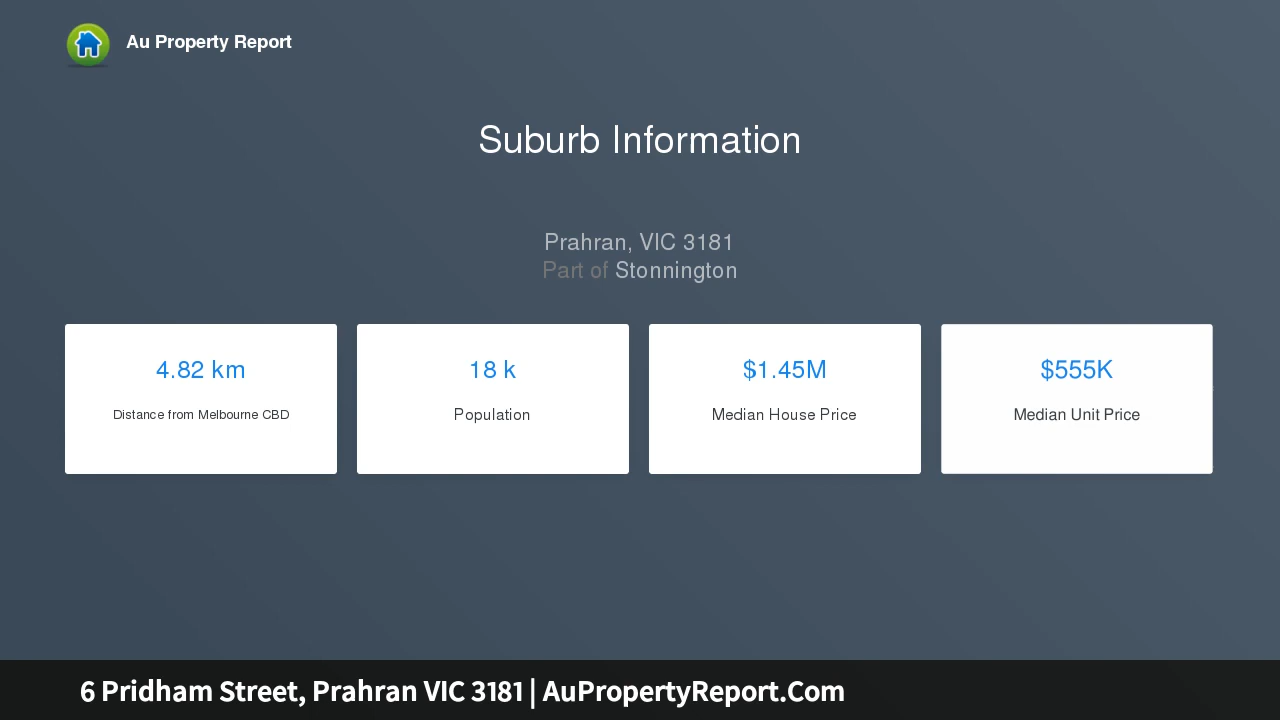 Au Property Report
Suburb Information
Prahran, VIC 3181
Part of Stonnington
4.82 km
Distance from Melbourne CBD
18 k
Population
$1.45M
Median House Price
$555K
Median Unit Price
6 Pridham Street, Prahran VIC 3181 | AuPropertyReport.Com